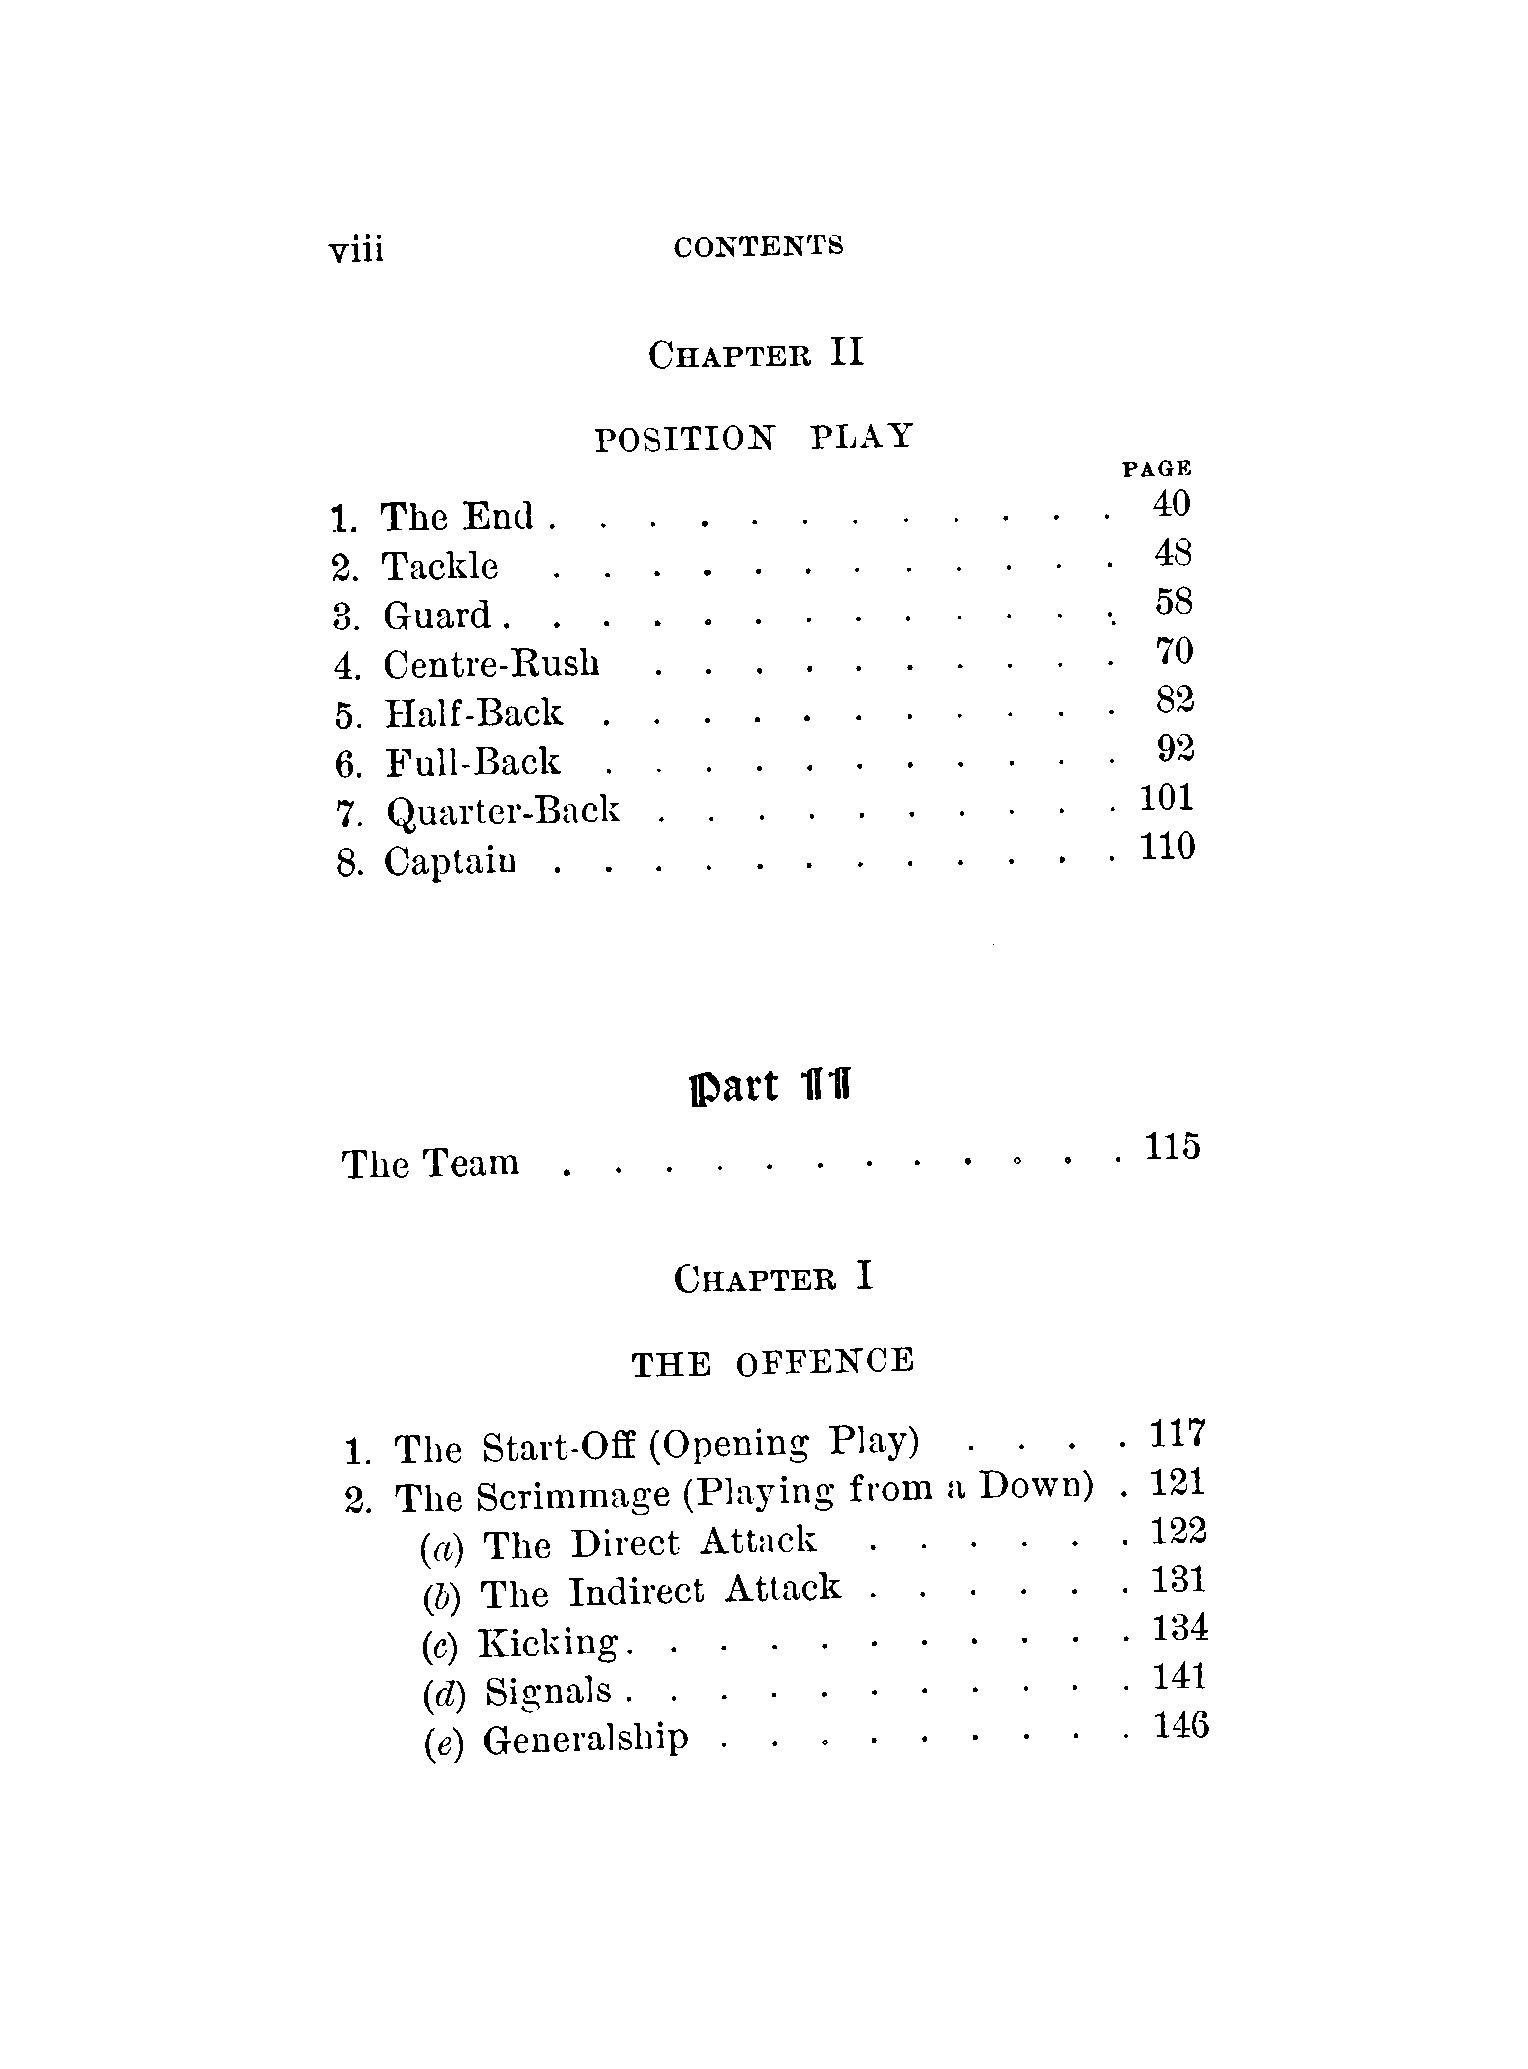 viii CONTENTS
CHAPTER II
POSITION PLAY
PAGE
1. The End . . . . . . . . . . . . 40
2. Tackle . . . . . . . . . . . . 48
3. Guard . . . . . . . . . . . . . 58
4. Centre-Rush . . . . . . . . . . 70
5. Half-Back . . . . . . . . . . . 82
6. Full-Back . . . . . . . . . . . 92
7. Quarter-Back . . . . . . . . . . 101
8. Captain . . . . . . . . . . . . 110
Part II
The Team . . . . . . . . . . . . 115
CHAPTER I
THE OFFENCE
1. The Start-Off (Opening Play) . . . . 117
2. The Scrimmage (Playing from a Down) . 121
(a) The Direct Attack . . . . . . 122
(b) The Indirect Attack . . . . . . 131
(c) Kicking . . . . . . . . . . . 134
(d) Signals . . . . . . . . . . . 141
(e) Generalship . . . . . . . . . 146